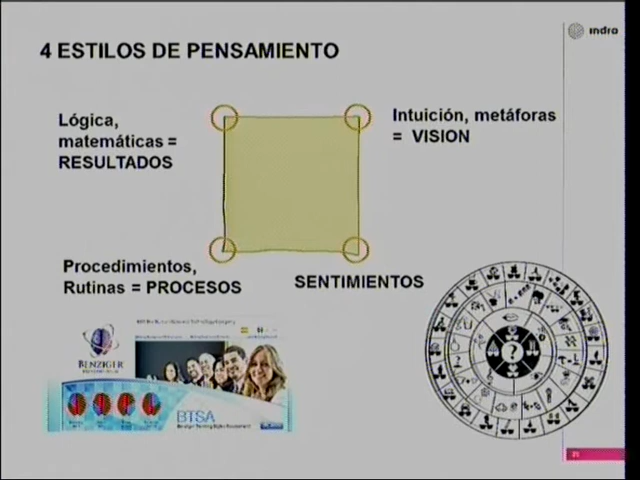 4 ESTILOS DE PENSAMIENTO
indra
Lógica,
matemáticas =
RESULTADOS
Intuición, metáforas
= VISION
Procedimientos,
Rutinas = PROCESOS
SENTIMIENTOS
BENZIGER
BTSA
?